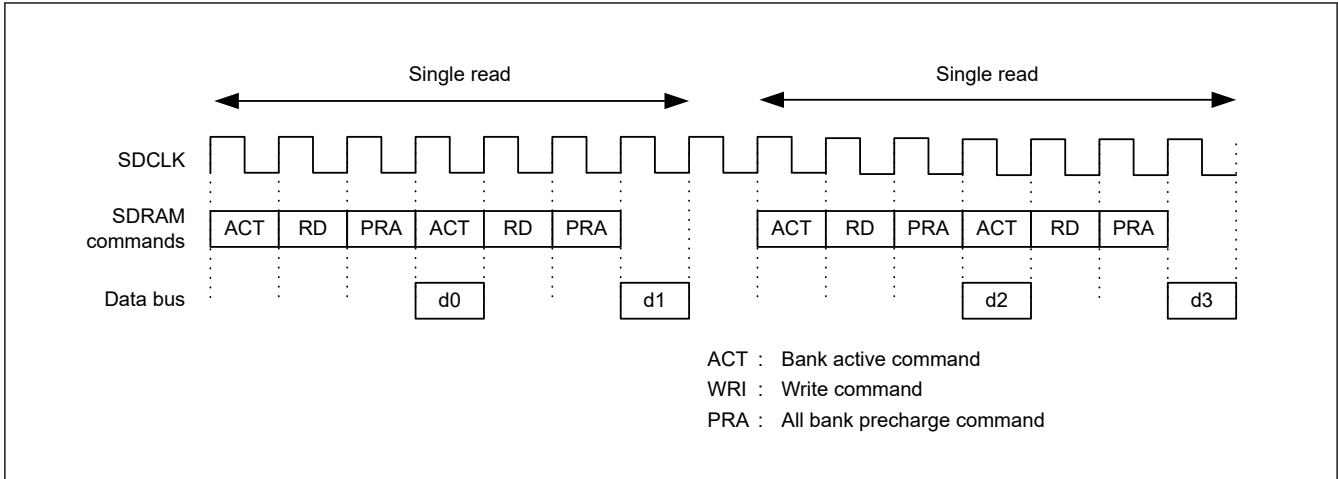 Single read Single read
SDCLK
SDRAM
commands
ACT RD PRA ACT RD PRA ACT RD PRA ACT RD PRA
Data bus d0 d1 d2 d3
ACT : Bank active command
WRI : Write command
PRA : All bank precharge command